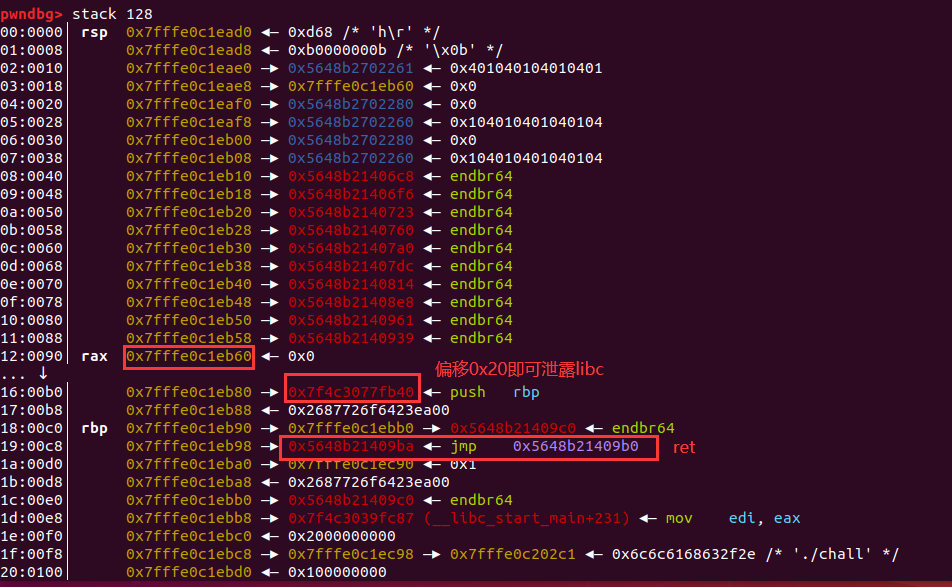 pwndbg> stack 128
00:0000│ rsp 0x7fffe0c1ead0 ◂— 0xd68 /* 'h\r' */
01:0008│ 0x7fffe0c1ead8 ◂— 0xb0000000b /* '\x0b' */
02:0010│ 0x7fffe0c1eae0 —▸ 0x5648b2702261 ◂— 0x401040104010401
03:0018│ 0x7fffe0c1eae8 —▸ 0x7fffe0c1eb60 ◂— 0x0
04:0020│ 0x7fffe0c1eaf0 —▸ 0x5648b2702280 ◂— 0x0
05:0028│ 0x7fffe0c1eaf8 —▸ 0x5648b2702260 ◂— 0x104010401040104
06:0030│ 0x7fffe0c1eb00 —▸ 0x5648b2702280 ◂— 0x0
07:0038│ 0x7fffe0c1eb08 —▸ 0x5648b2702260 ◂— 0x104010401040104
08:0040│ 0x7fffe0c1eb10 —▸ 0x5648b21406c8 ◂— endbr64
09:0048│ 0x7fffe0c1eb18 —▸ 0x5648b21406f6 ◂— endbr64
0a:0050│ 0x7fffe0c1eb20 —▸ 0x5648b2140723 ◂— endbr64
0b:0058│ 0x7fffe0c1eb28 —▸ 0x5648b2140760 ◂— endbr64
0c:0060│ 0x7fffe0c1eb30 —▸ 0x5648b21407a0 ◂— endbr64
0d:0068│ 0x7fffe0c1eb38 —▸ 0x5648b21407dc ◂— endbr64
0e:0070│ 0x7fffe0c1eb40 —▸ 0x5648b2140814 ◂— endbr64
0f:0078│ 0x7fffe0c1eb48 —▸ 0x5648b21408e8 ◂— endbr64
10:0080│ 0x7fffe0c1eb50 —▸ 0x5648b2140961 ◂— endbr64
11:0088│ 0x7fffe0c1eb58 —▸ 0x5648b2140939 ◂— endbr64
12:0090│ rax 0x7fffe0c1eb60 ◂— 0x0
偏移0x20即可泄露libc
... ↓
16:00b0│ 0x7fffe0c1eb80 —▸ 0x7f4c3077fb40 ◂— push rbp
17:00b8│ 0x7fffe0c1eb88 ◂— 0x2687726f6423ea00
18:00c0│ rbp 0x7fffe0c1eb90 —▸ 0x7fffe0c1ebb0 —▸ 0x5648b21409c0 ◂— endbr64
19:00c8│ 0x7fffe0c1eb98 —▸ 0x5648b21409ba ◂— jmp 0x5648b21409b0 ret
1a:00d0│ 0x7fffe0c1eba0 —▸ 0x7fffe0c1ec90 ◂— 0x1
1b:00d8│ 0x7fffe0c1eba8 ◂— 0x2687726f6423ea00
1c:00e0│ 0x7fffe0c1ebb0 —▸ 0x5648b21409c0 ◂— endbr64
1d:00e8│ 0x7fffe0c1ebb8 —▸ 0x7f4c3039fc87 (__libc_start_main+231) ◂— mov edi, eax
1e:00f0│ 0x7fffe0c1ebc0 ◂— 0x2000000000
1f:00f8│ 0x7fffe0c1ebc8 —▸ 0x7fffe0c1ec98 —▸ 0x7fffe0c202c1 ◂— 0x6c6c6168632f2e /* './chall' */
20:0100│ 0x7fffe0c1ebd0 ◂— 0x100000000